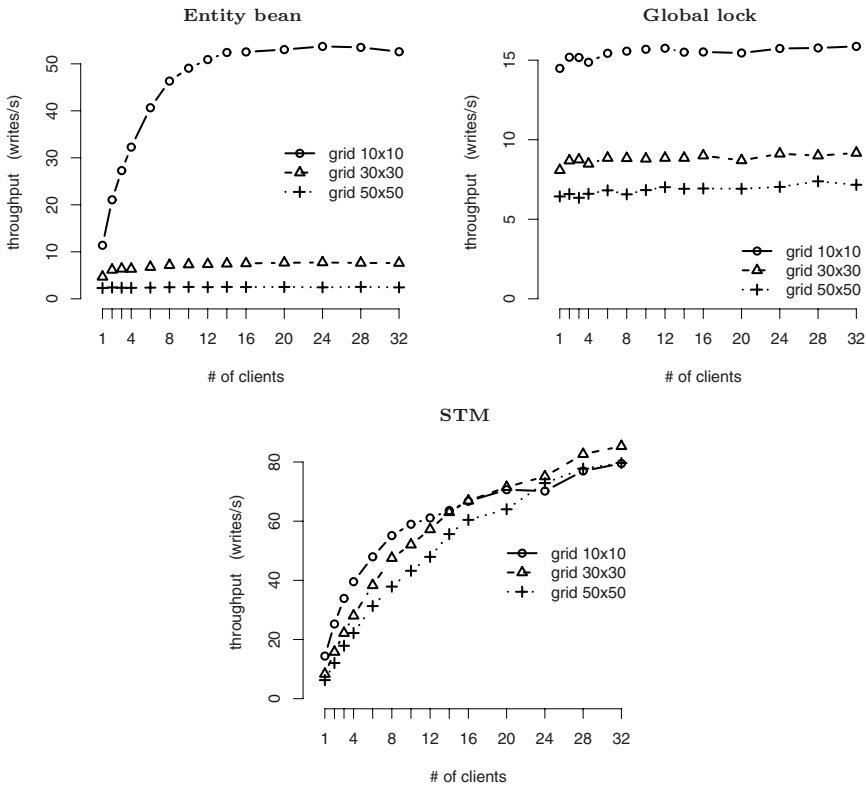 Entity bean
throughput (writes/s)
0 10 20 30 40 50
grid 10x10
grid 30x30
grid 50x50
1 4 8 12 16 20 24 28 32
# of clients
Global lock
throughput (writes/s)
0 5 10 15
grid 10x10
grid 30x30
grid 50x50
1 4 8 12 16 20 24 28 32
# of clients
STM
throughput (writes/s)
0 20 40 60 80
grid 10x10
grid 30x30
grid 50x50
1 4 8 12 16 20 24 28 32
# of clients